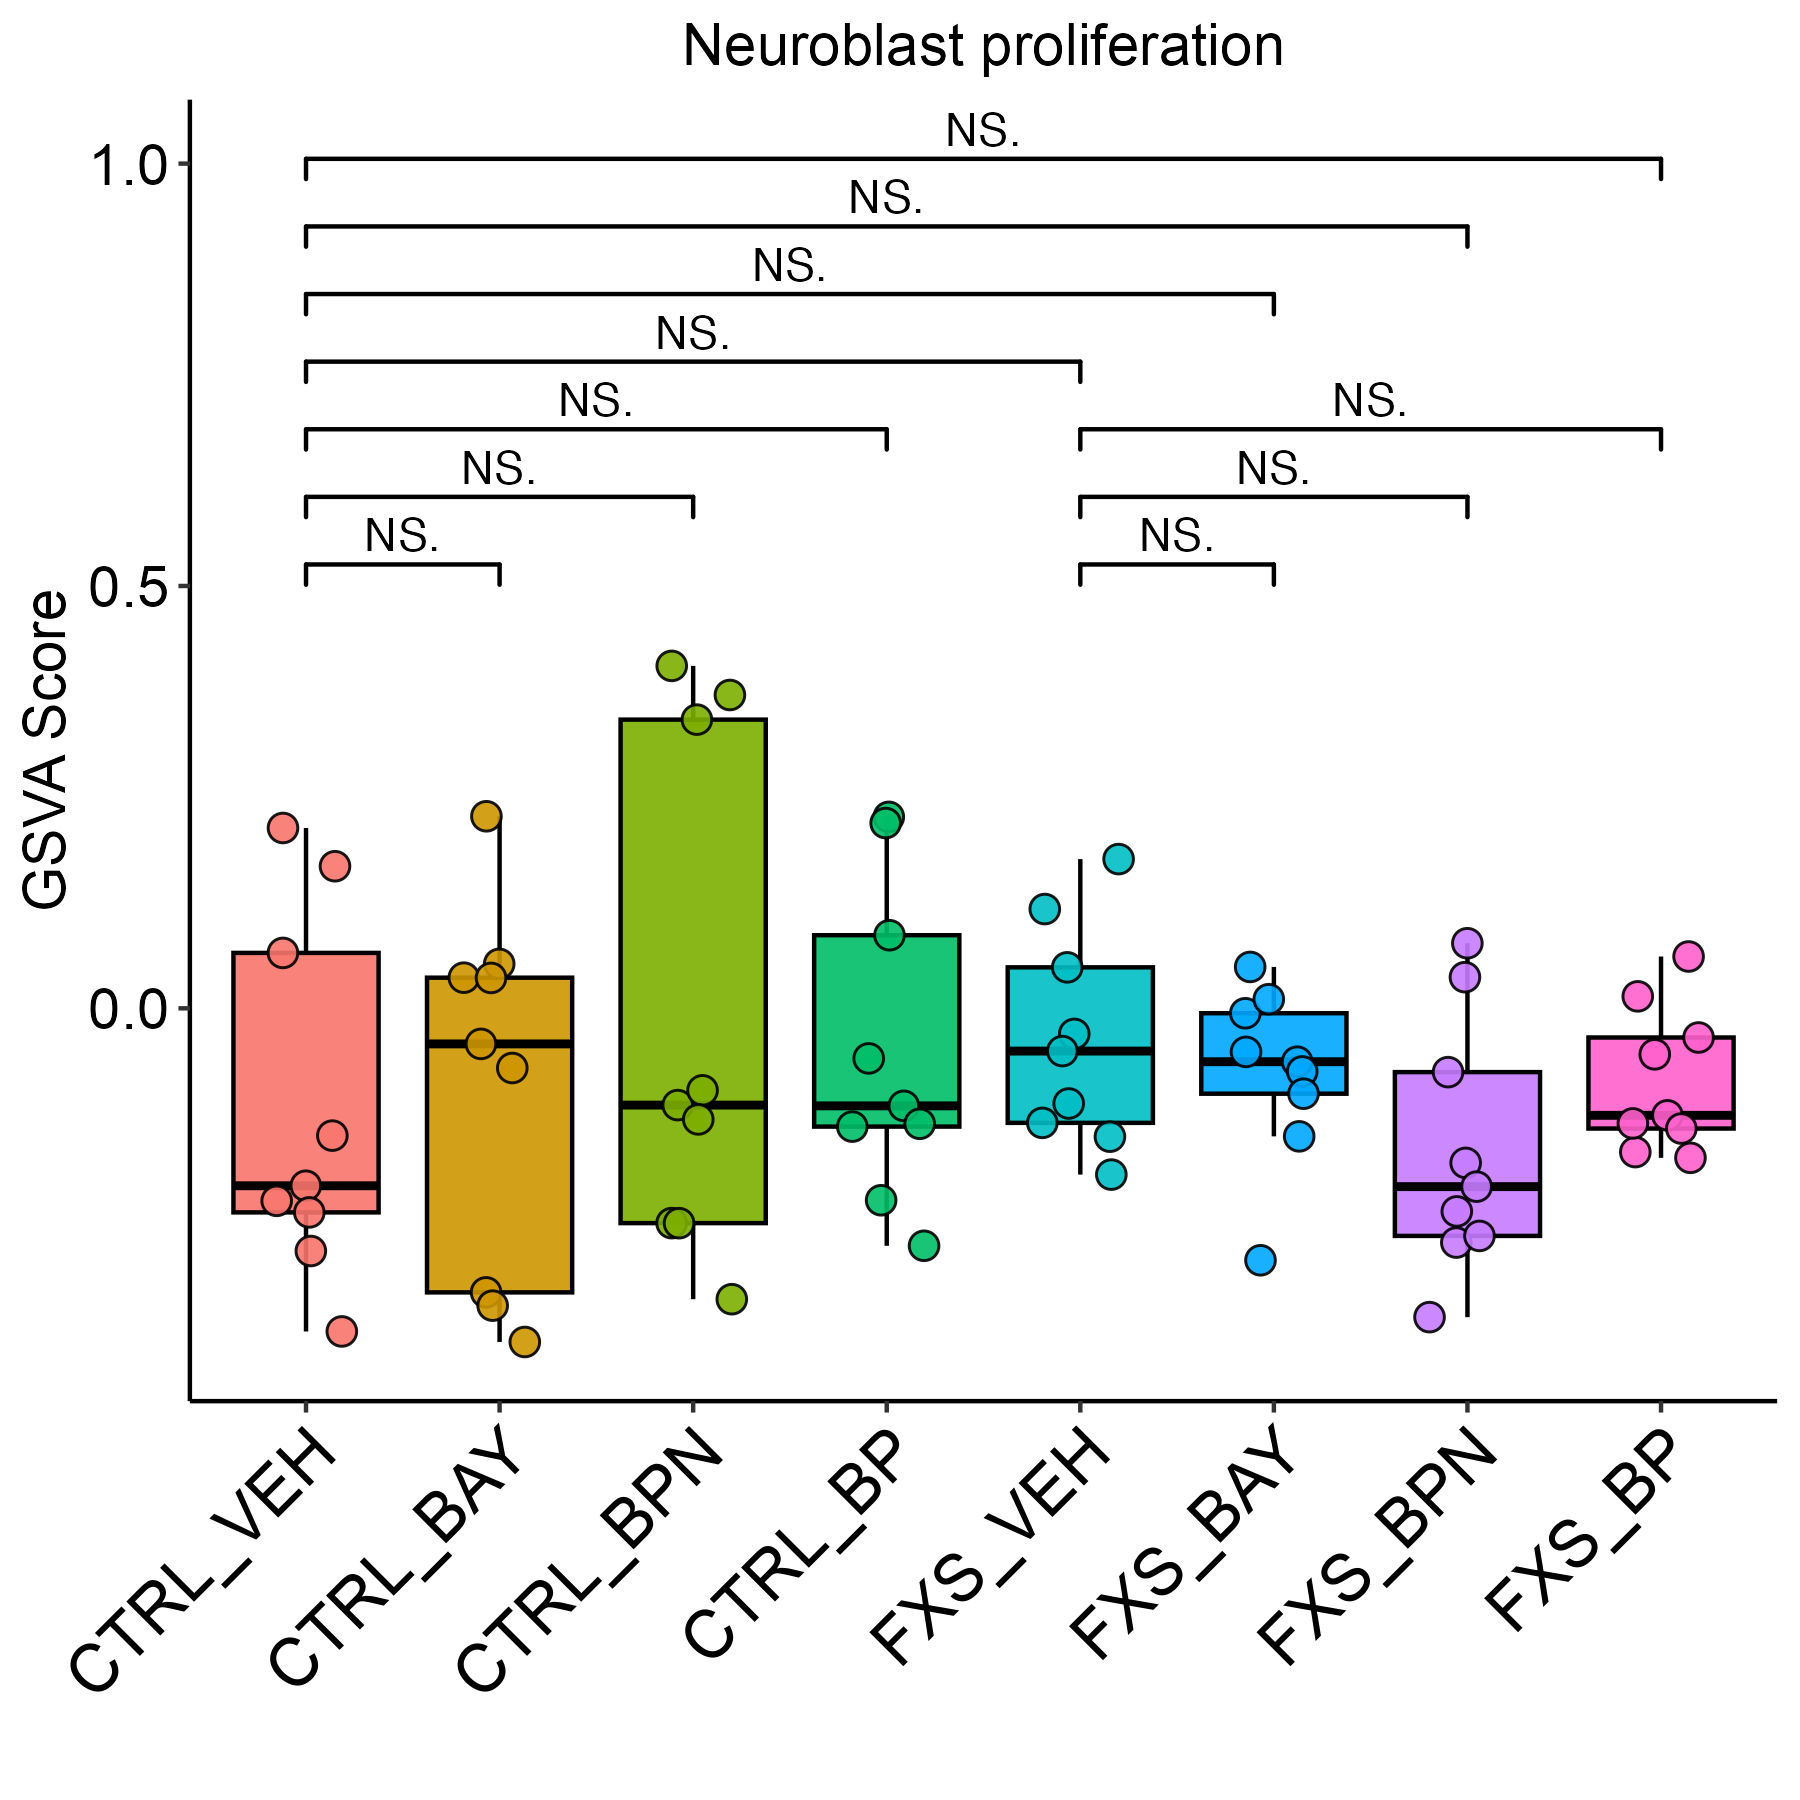 Neuroblast proliferation
NS.
1.0
NS.
NS.
NS.
NS.
NS.
NS.
NS.
NS.
NS.
0.5
GSVA Score
0.0
CTRL_VEH
CTRL_BAY
CTRL_BPN
CTRL_BP
FXS_VEH
FXS_BAY
FXS_BPN
FXS_BP